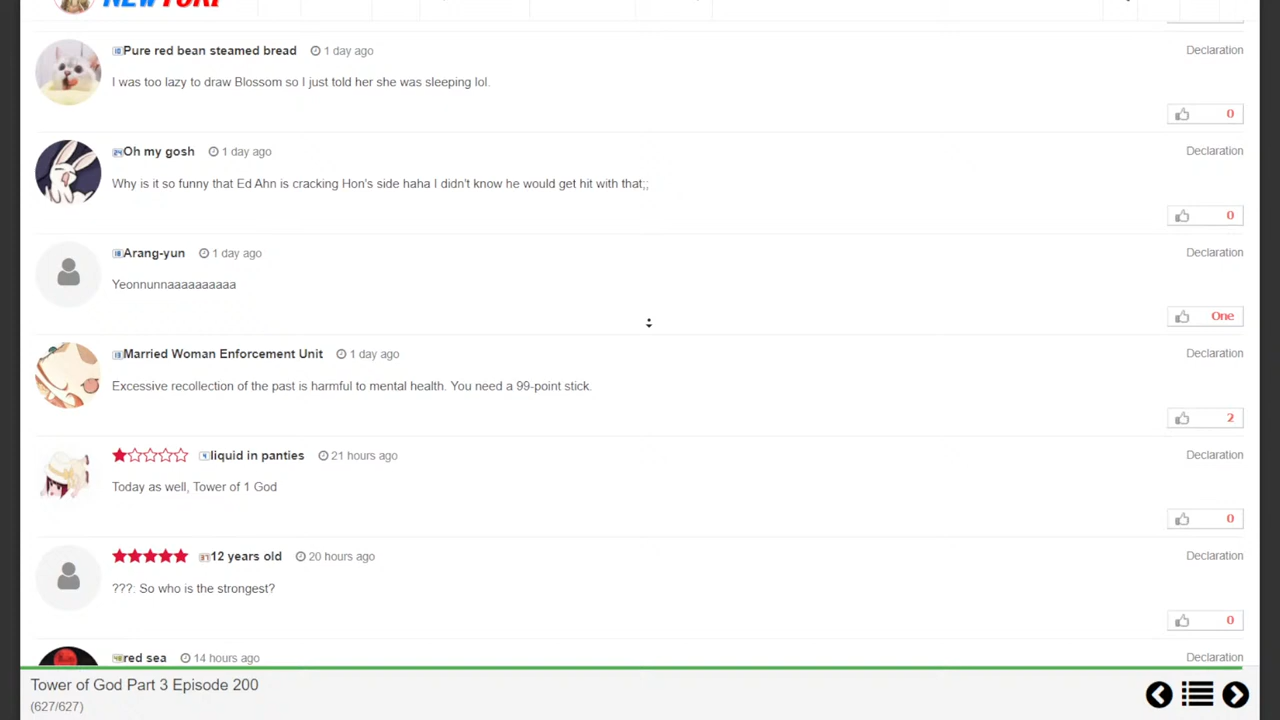 NEWTOKI
Pure red bean steamed bread 1 day ago Declaration
I was too lazy to draw Blossom so I just told her she was sleeping lol.
0
Oh my gosh 1 day ago Declaration
Why is it so funny that Ed Ahn is cracking Hon's side haha I didn't know he would get hit with that;;
0
Arang-yun 1 day ago Declaration
Yeonnunnaaaaaaaaaa
One
Married Woman Enforcement Unit 1 day ago Declaration
Excessive recollection of the past is harmful to mental health. You need a 99-point stick.
2
liquid in panties 21 hours ago Declaration
Today as well, Tower of 1 God
0
12 years old 20 hours ago Declaration
???: So who is the strongest?
0
red sea 14 hours ago Declaration
Tower of God Part 3 Episode 200
(627/627)